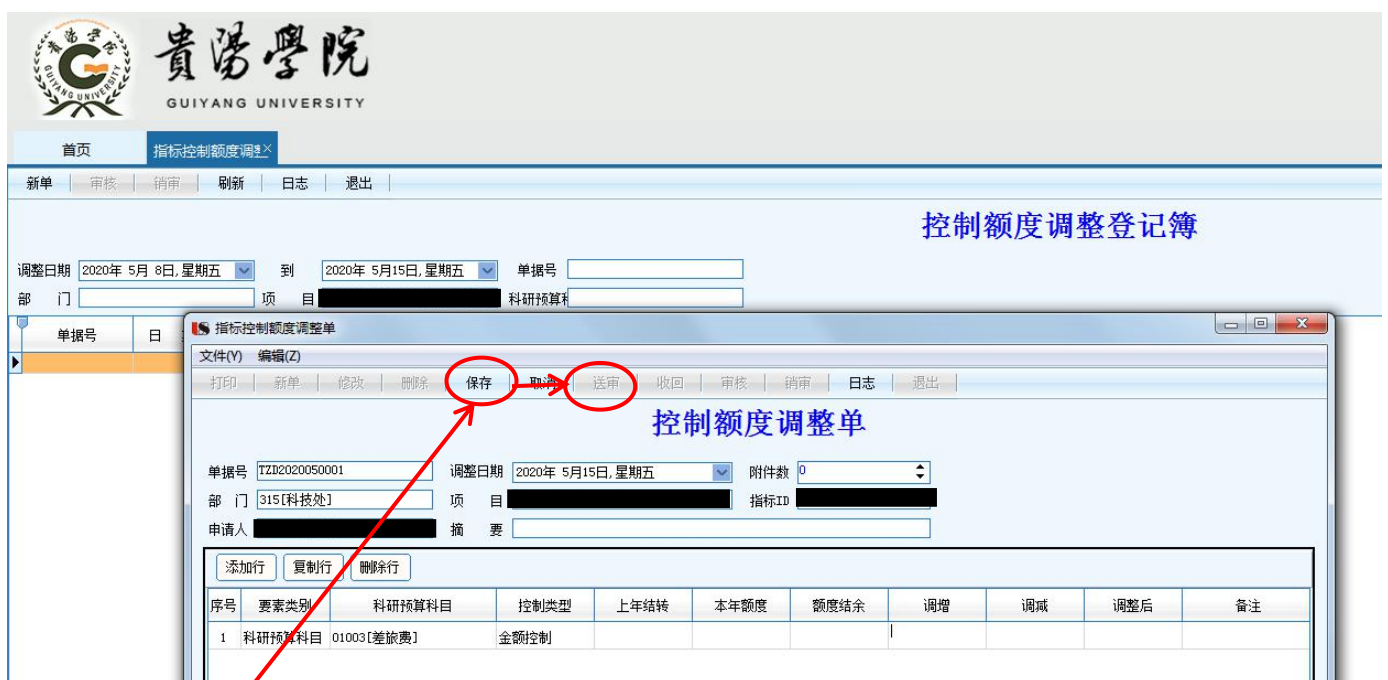 貴陽學院
GUIYANG UNIVERSITY
首页 指标控制额度调整×
新单 审核 销审 刷新 日志 退出
控制额度调整登记簿
调整日期 2020年 5月 8日,星期五 到 2020年 5月15日,星期五 单据号
部 门 项 目 科研预算科
单据号 日
指标控制额度调整单
文件(Y) 编辑(Z)
打印 新单 修改 删除 保存 取消 送审 收回 审核 销审 日志 退出
控制额度调整单
单据号 TZD2020050001 调整日期 2020年 5月15日,星期五 附件数 0
部 门 315[科技处] 项 目 指标ID
申请人 摘 要
添加行 复制行 删除行
序号 要素类别 科研预算科目 控制类型 上年结转 本年额度 额度结余 调增 调减 调整后 备注
1 科研预算科目 01003[差旅费] 金额控制